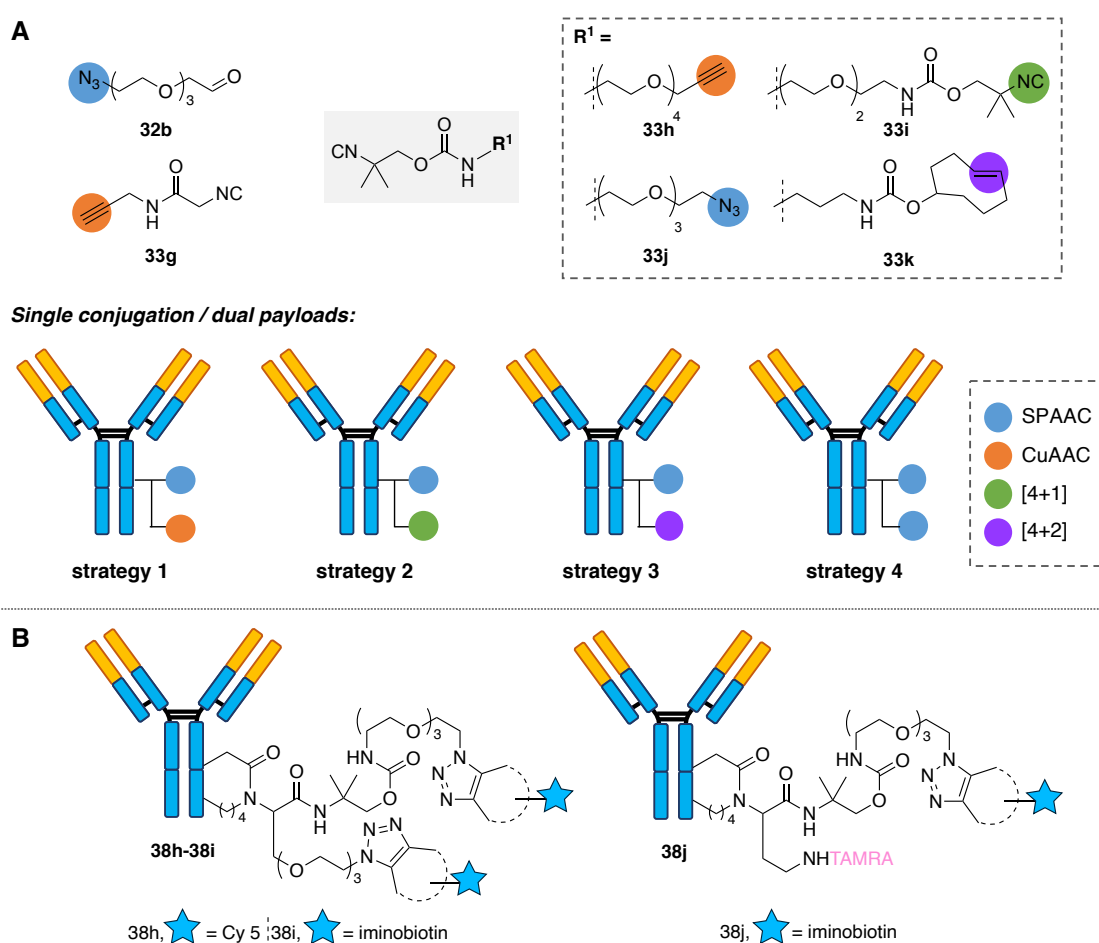 A
N3 ( O ) 3 O
32b
O
N H NC
33g
CN O O N H R1
R1 =
( O ) 4
33h
( O ) 2 N H O O NC
33i
( O ) 3 N3
33j
N H O O
33k
Single conjugation / dual payloads:
strategy 1
strategy 2
strategy 3
strategy 4
SPAAC
CuAAC
[4+1]
[4+2]
B
( O ) 3
HN O O N N N
O N ( ) 4 O N H
N N N
( O ) 3
38h-38i
38h, = Cy 5 38i, = iminobiotin
( O ) 3
HN O O N N N
O N ( ) 4 O N H
NHTAMRA
38j
38j, = iminobiotin